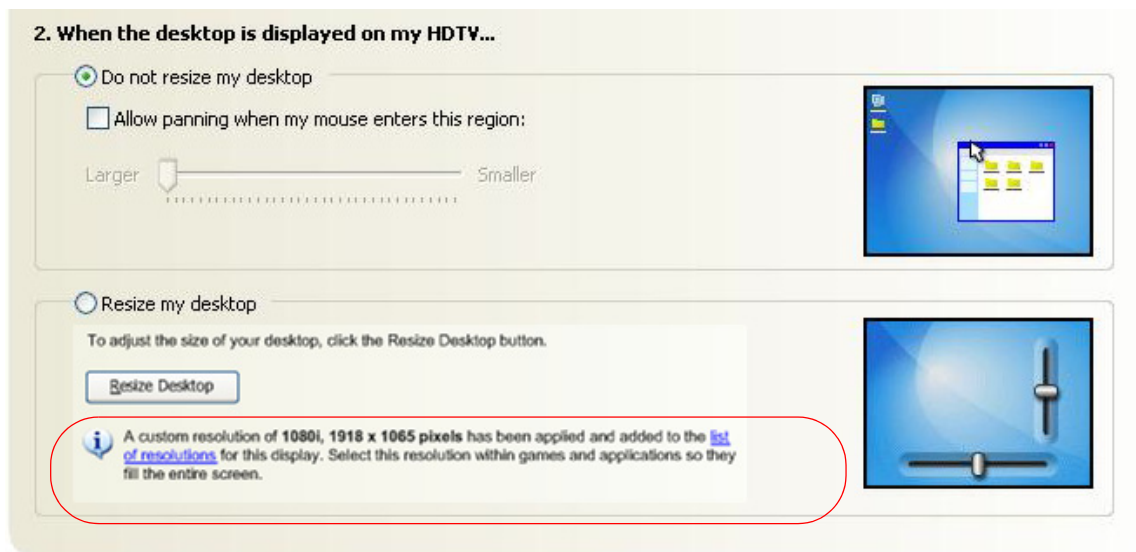 2. When the desktop is displayed on my HDTV...
Do not resize my desktop
Allow panning when my mouse enters this region:
Larger Smaller
Resize my desktop
To adjust the size of your desktop, click the Resize Desktop button.
Resize Desktop
A custom resolution of 1080i, 1918 x 1065 pixels has been applied and added to the list
of resolutions for this display. Select this resolution within games and applications so they
fill the entire screen.